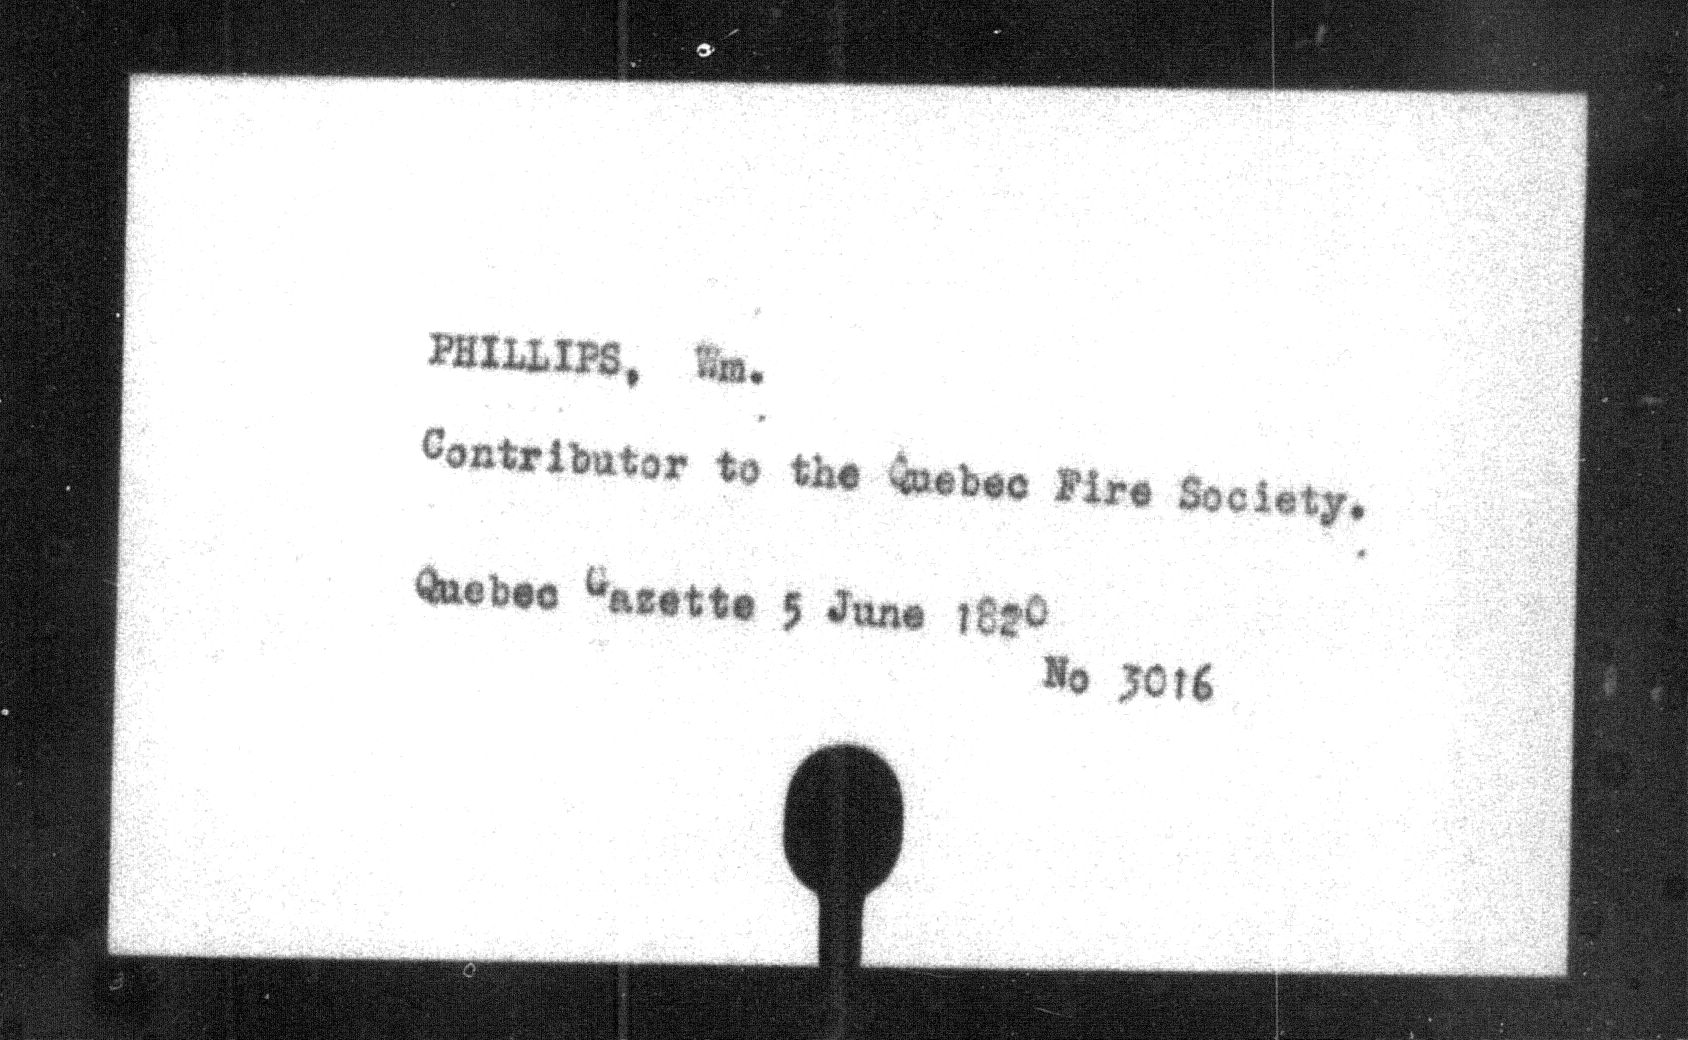 PHILLIPS, Wm.
Contributor to the Quebec Fire Society.
Quebec Gazette 5 June 1820
No 3016